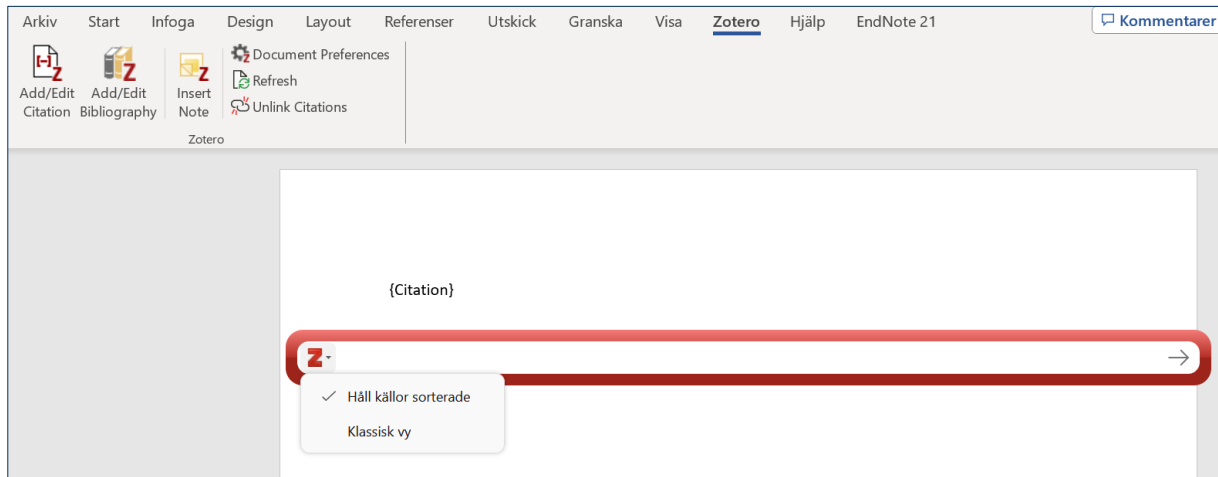 Arkiv Start Infoga Design Layout Referenser Utskick Granska Visa Zotero Hjälp EndNote 21 Kommentarer
Add/Edit Citation
Add/Edit Bibliography
Insert Note
Document Preferences
Refresh
Unlink Citations
Zotero
{Citation}
Z
Håll källor sorterade
Klassisk vy